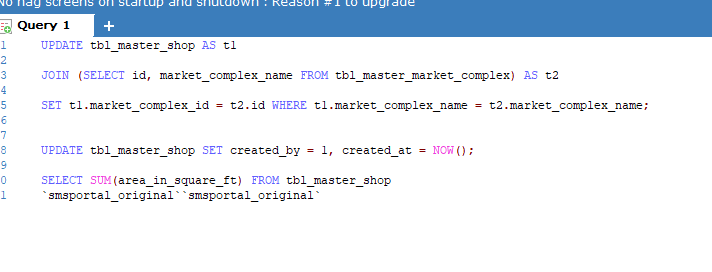 No nag screens on startup and shutdown : Reason #1 to upgrade
Query 1 +
1 UPDATE tbl_master_shop AS t1
2
3 JOIN (SELECT id, market_complex_name FROM tbl_master_market_complex) AS t2
4
5 SET t1.market_complex_id = t2.id WHERE t1.market_complex_name = t2.market_complex_name;
6
7
8 UPDATE tbl_master_shop SET created_by = 1, created_at = NOW();
9
0 SELECT SUM(area_in_square_ft) FROM tbl_master_shop
1 `smsportal_original``smsportal_original`